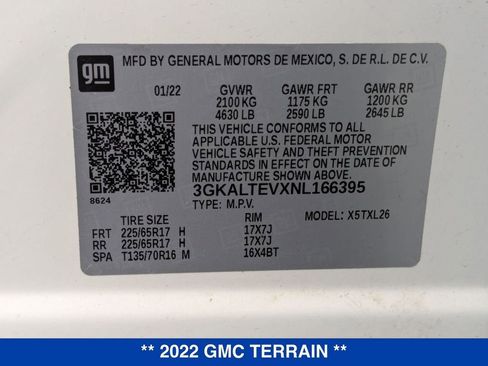 gm
MFD BY GENERAL MOTORS DE MEXICO, S. DE R.L. DE C.V.
01/22 GVWR GAWR FRT GAWR RR
2100 KG 1175 KG 1200 KG
4630 LB 2590 LB 2645 LB
THIS VEHICLE CONFORMS TO ALL
APPLICABLE U.S. FEDERAL MOTOR
VEHICLE SAFETY, BUMPER, AND THEFT
PREVENTION STANDARDS IN EFFECT
ON THE DATE OF MANUFACTURE
SHOWN ABOVE.
8624
3GKALTEVXNL166395
TYPE: M.P.V.
TIRE SIZE RIM MODEL: X5TXL26
FRT 225/65R17 H 17X7J
RR 225/65R17 H 17X7J
SPA T135/70R16 M 16X4BT
** 2022 GMC TERRAIN **